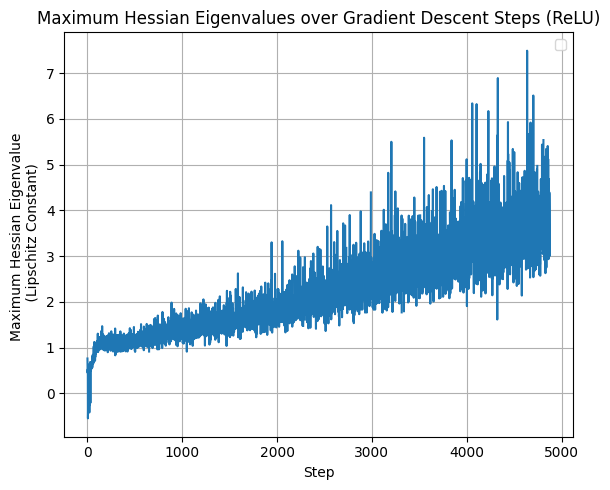 Maximum Hessian Eigenvalues over Gradient Descent Steps (ReLU)
Maximum Hessian Eigenvalue
(Lipschitz Constant)
7
6
5
4
3
2
1
0
0 1000 2000 3000 4000 5000
Step